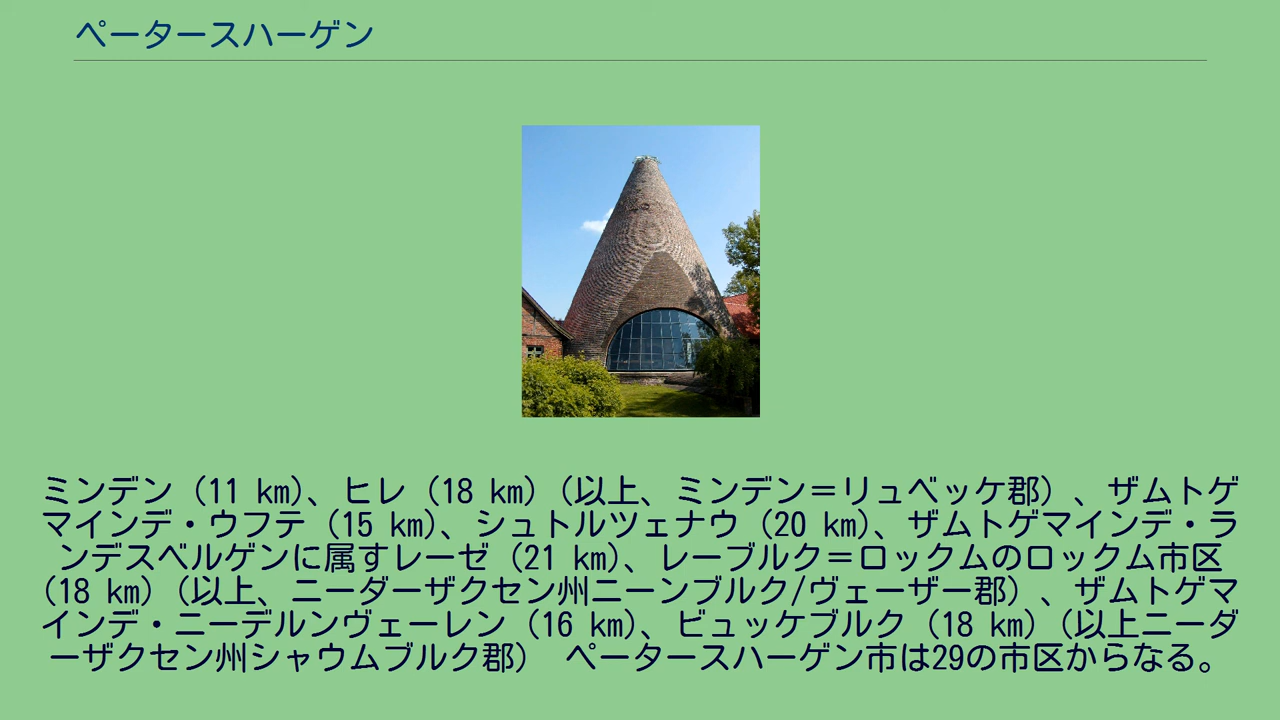 ペータースハーゲン
ミンデン (11 km)、ヒレ (18 km) (以上、ミンデン=リュベッケ郡) 、ザムトゲ
マインデ・ウフテ (15 km)、シュトルツェナウ (20 km)、ザムトゲマインデ・ラ
ンデスベルゲンに属すレーゼ (21 km)、レーブルク=ロックムのロックム市区
(18 km) (以上、ニーダーザクセン州ニーンブルク/ヴェーザー郡) 、ザムトゲマ
インデ・ニーデルンヴェーレン (16 km)、ビュッケブルク (18 km) (以上ニーダ
ーザクセン州シャウムブルク郡) ペータースハーゲン市は29の市区からなる。